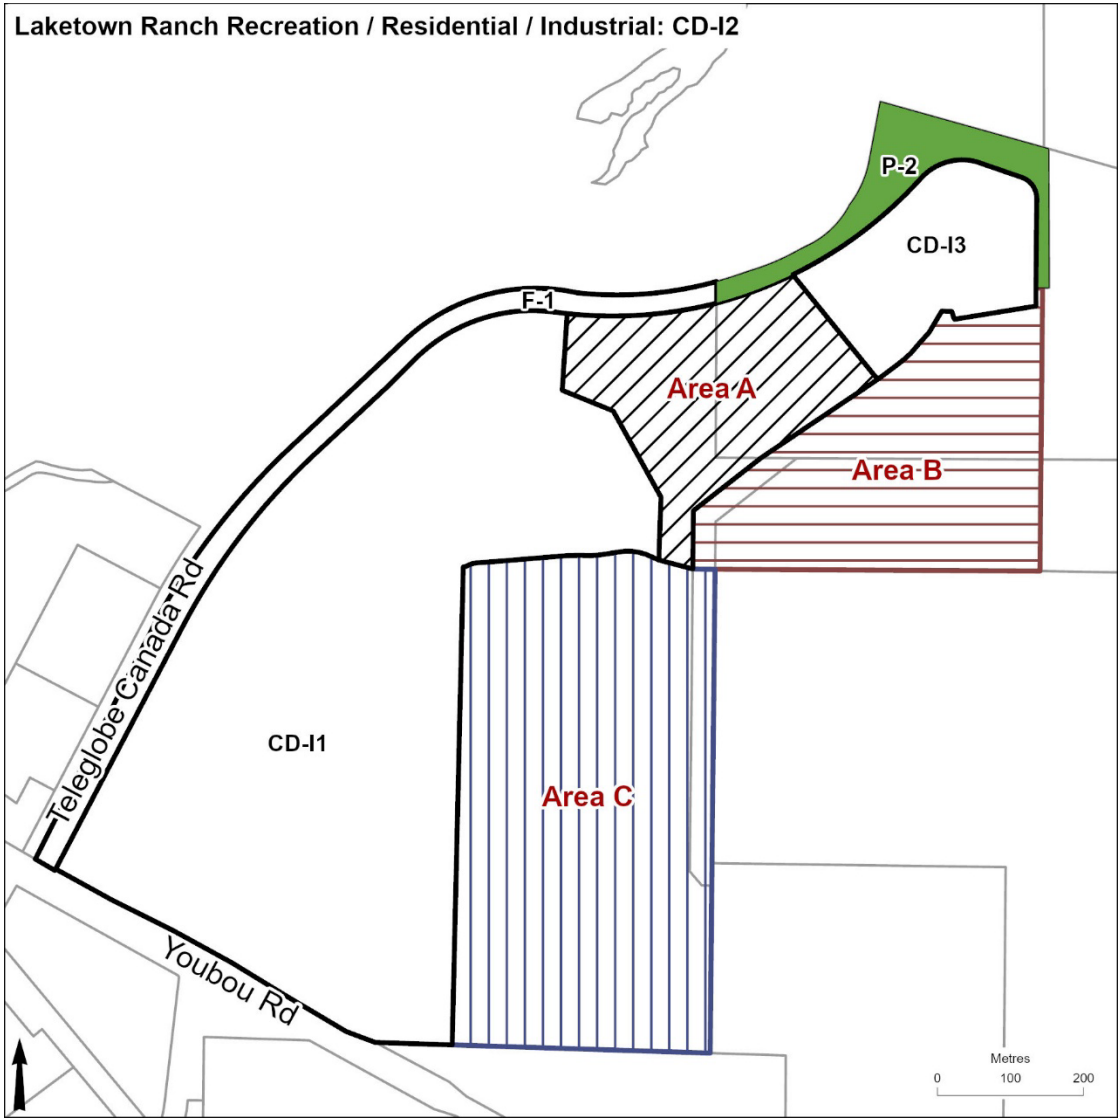 Laketown Ranch Recreation / Residential / Industrial: CD-I2
P-2
CD-I3
F-1
Area A
Area B
Teleglobe Canada Rd
CD-I1
Area C
Youbou Rd
Metres
0 100 200